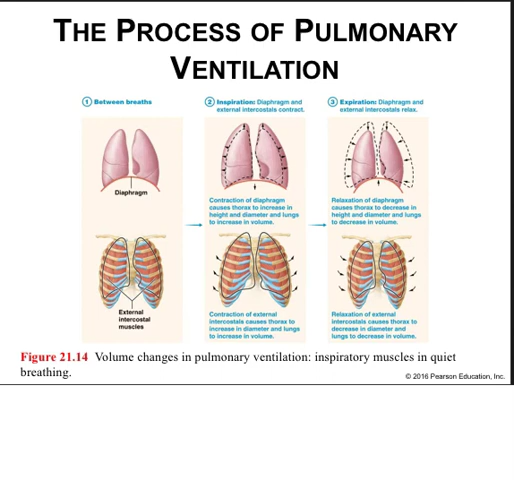 THE PROCESS OF PULMONARY
VENTILATION
1 Between breaths
2 Inspiration: Diaphragm and
external intercostals contract.
3 Expiration: Diaphragm and
external intercostals relax.
Diaphragm
Contraction of diaphragm
causes thorax to increase in
height and diameter and lungs
to increase in volume.
Relaxation of diaphragm
causes thorax to decrease in
height and diameter and lungs
to decrease in volume.
External
intercostal
muscles
Contraction of external
intercostals causes thorax to
increase in diameter and lungs
to increase in volume.
Relaxation of external
intercostals causes thorax to
decrease in diameter and
lungs to decrease in volume.
Figure 21.14 Volume changes in pulmonary ventilation: inspiratory muscles in quiet
breathing.
© 2016 Pearson Education, Inc.